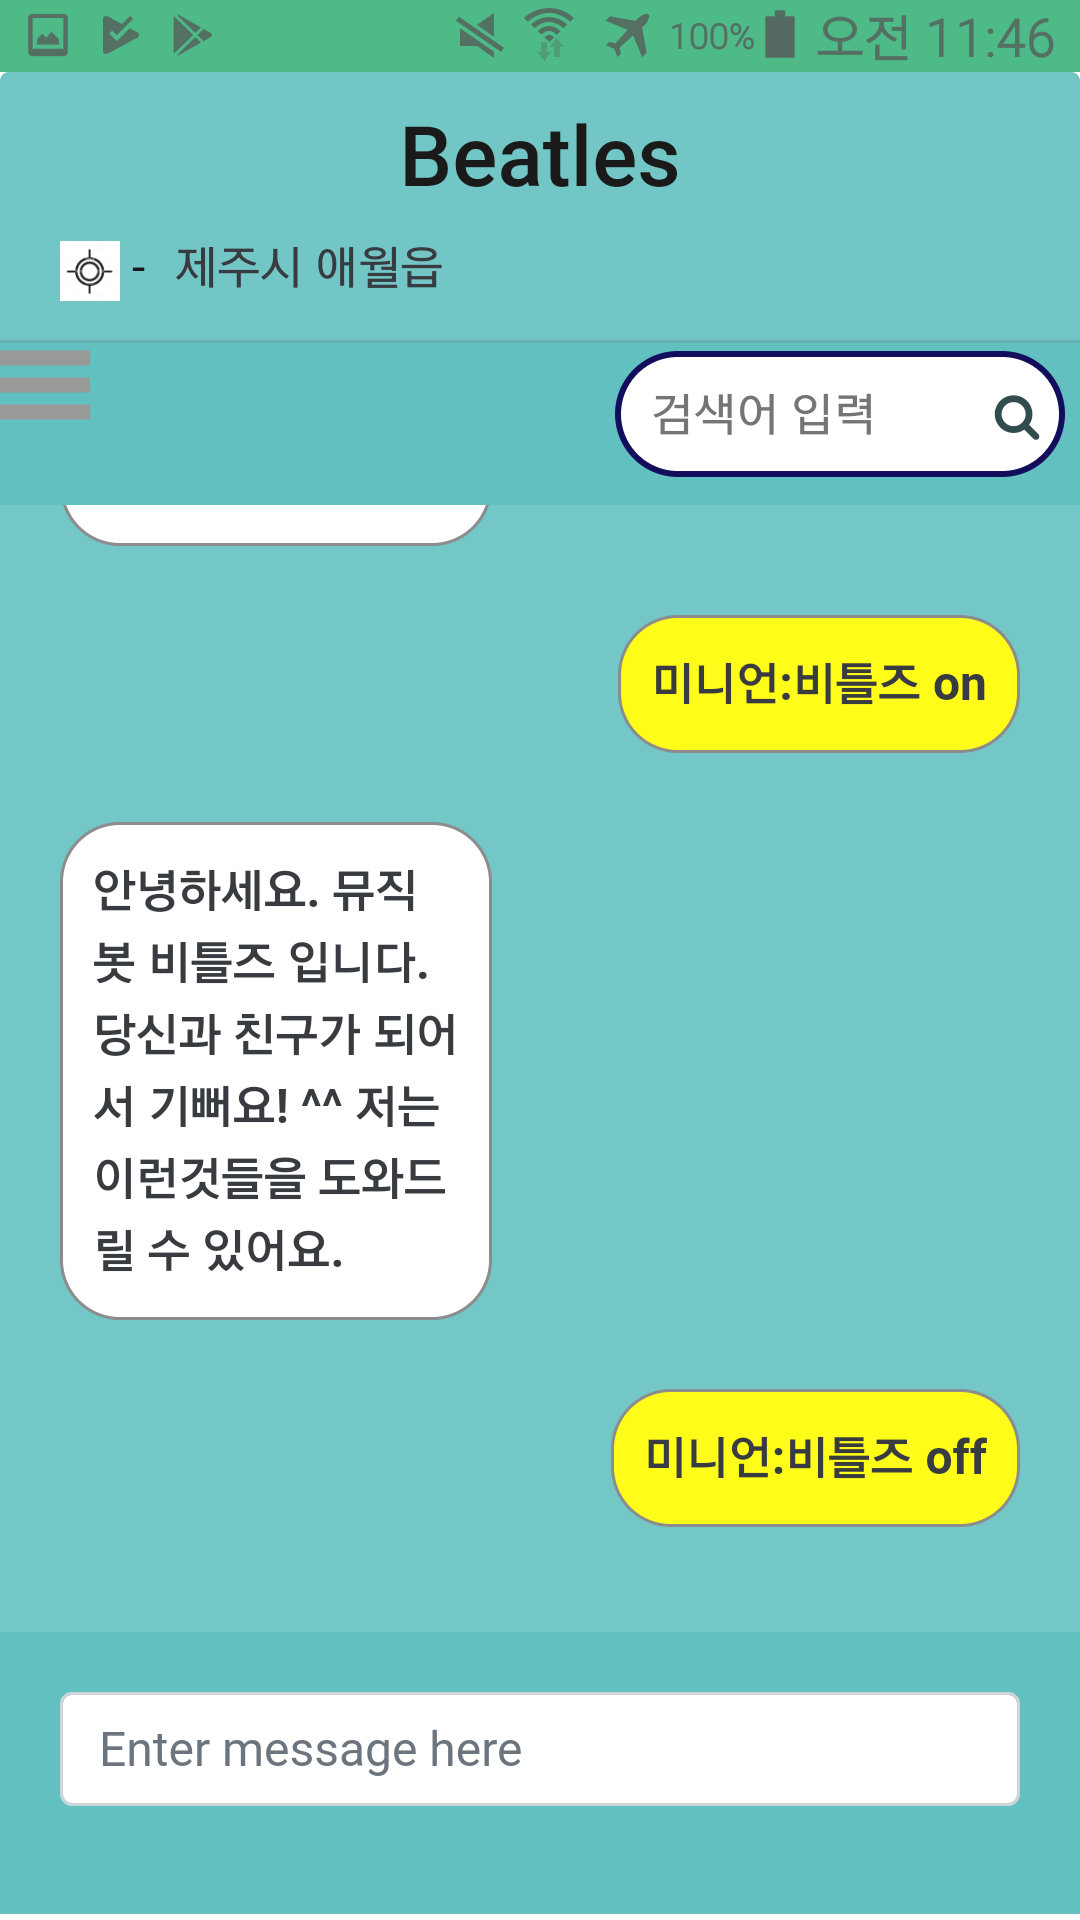 100% 오전 11:46
Beatles
- 제주시 애월읍
검색어 입력
미니언:비틀즈 on
안녕하세요. 뮤직
봇 비틀즈 입니다.
당신과 친구가 되어
서 기뻐요! ^^ 저는
이런것들을 도와드
릴 수 있어요.
미니언:비틀즈 off
Enter message here